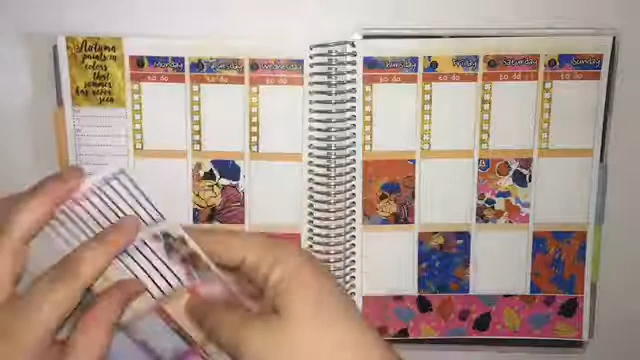 Autumn
paints in
colors
that
summer
has never
seen
Monday
Tuesday
Wednesday
Thursday
Friday
Saturday
Sunday
to do
to do
to do
to do
to do
to do
to do